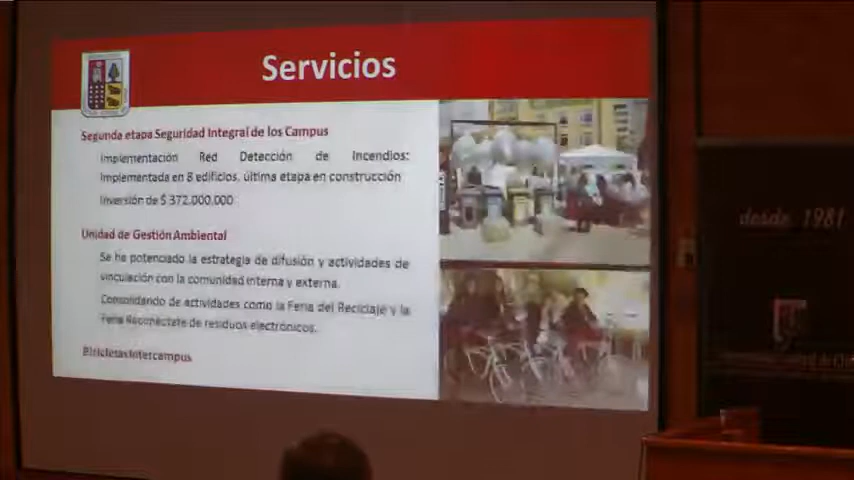 Servicios
Segunda etapa Seguridad Integral de los Campus
Implementación Red Detección de Incendios:
Implementada en 8 edificios, última etapa en construcción
Inversión de $ 372.000.000
Unidad de Gestión Ambiental
Se ha potenciado la estrategia de difusión y actividades de
vinculación con la comunidad interna y externa.
Consolidando de actividades como la Feria del Reciclaje y la
Feria Reconéctate de residuos electrónicos.
Bicicletas Intercampus
desde 1981